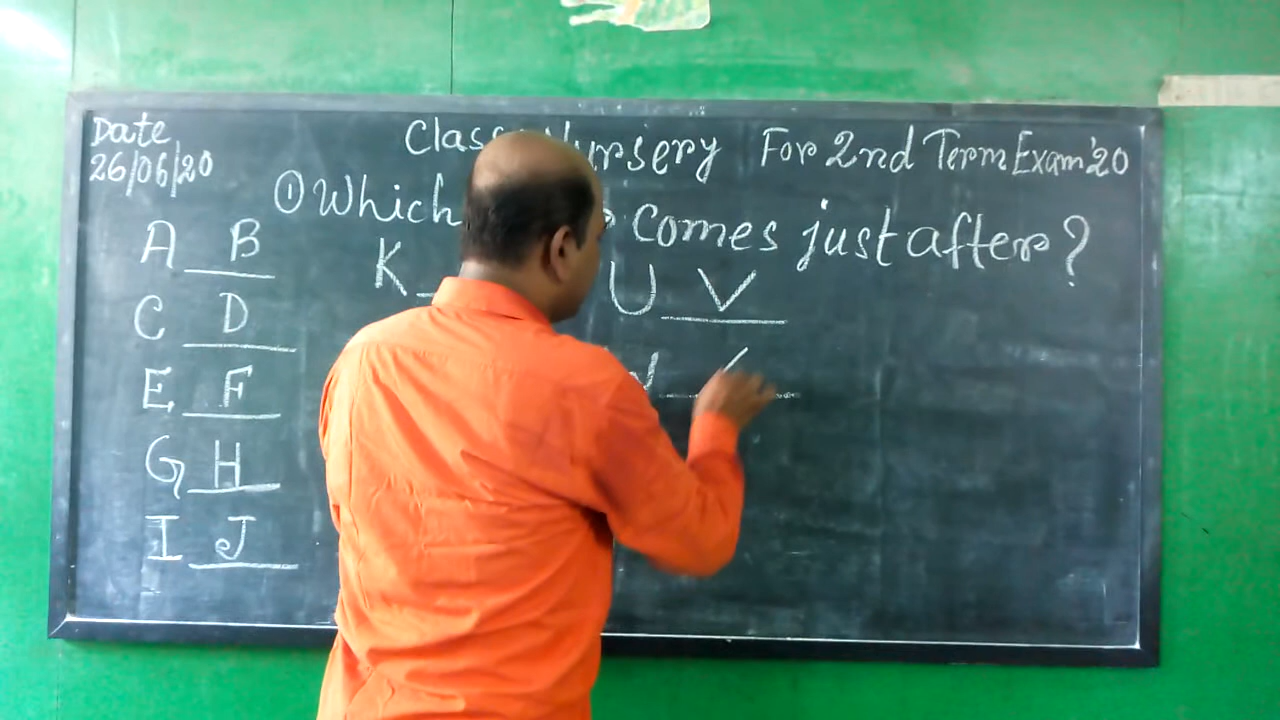 Date
26/06/20
Class Nursery For 2nd Term Exam'20
① Which comes just after?
A B
C D
E F
G H
I J
K
U V